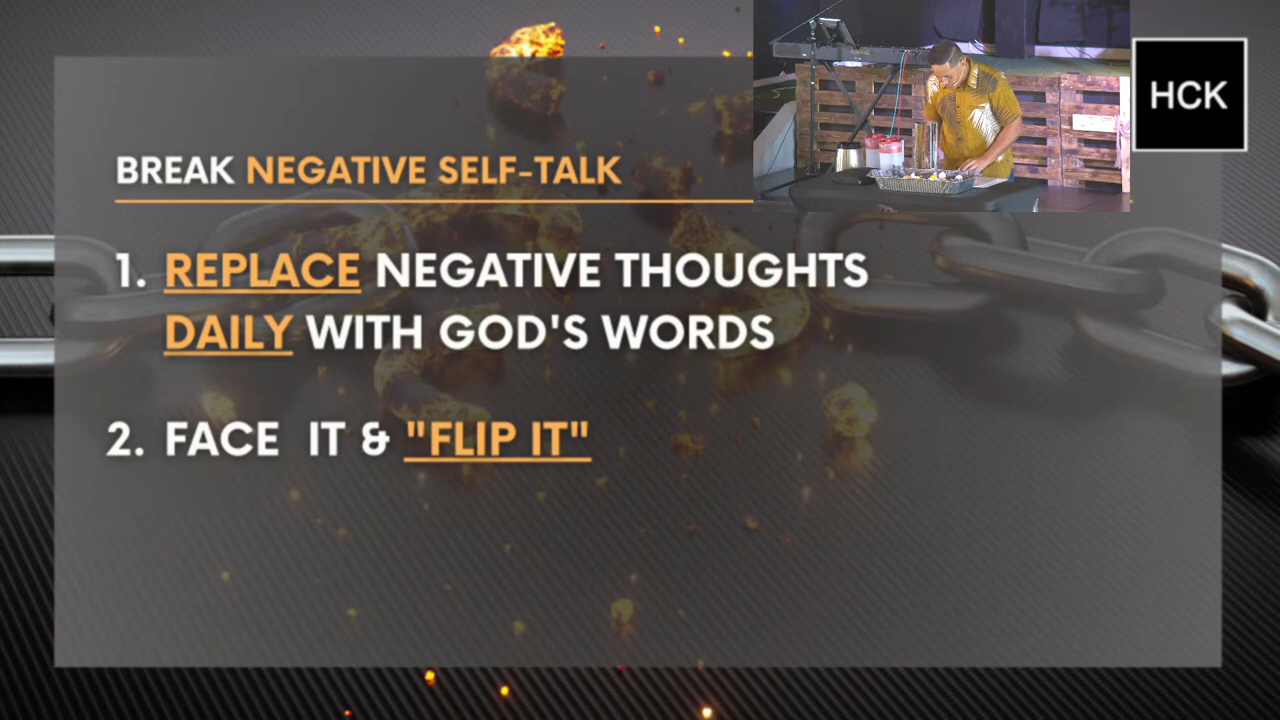 HCK
BREAK NEGATIVE SELF-TALK
1. REPLACE NEGATIVE THOUGHTS
DAILY WITH GOD'S WORDS
2. FACE IT & "FLIP IT"